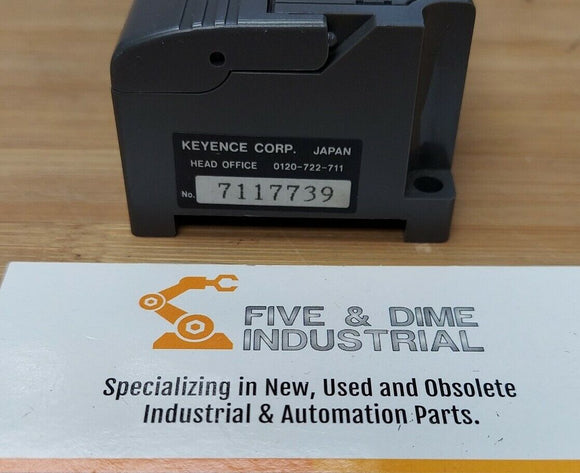 KEYENCE CORP. JAPAN
HEAD OFFICE 0120-722-711
No. 7117739
FIVE & DIME
INDUSTRIAL
Specializing in New, Used and Obsolete
Industrial & Automation Parts.